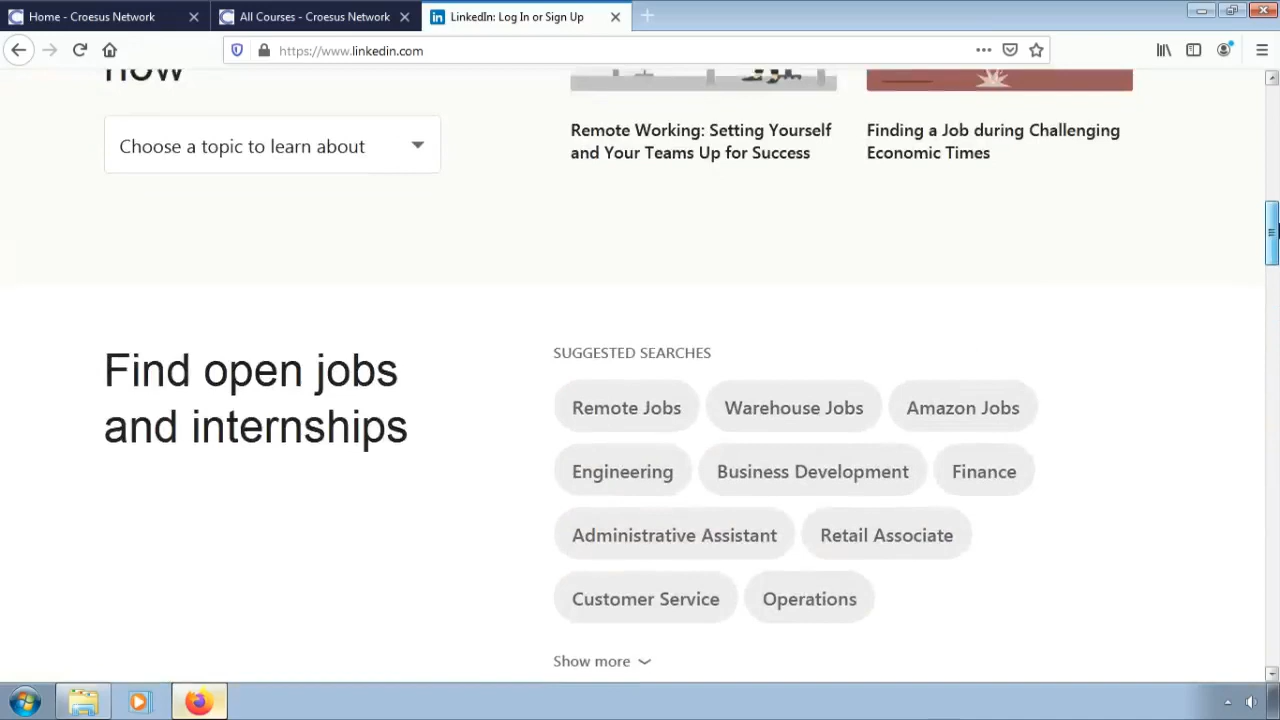 Home - Croesus Network
All Courses - Croesus Network
LinkedIn: Log In or Sign Up
https://www.linkedin.com
now
Choose a topic to learn about
Remote Working: Setting Yourself
and Your Teams Up for Success
Finding a Job during Challenging
Economic Times
Find open jobs
and internships
SUGGESTED SEARCHES
Remote Jobs Warehouse Jobs Amazon Jobs
Engineering Business Development Finance
Administrative Assistant Retail Associate
Customer Service Operations
Show more